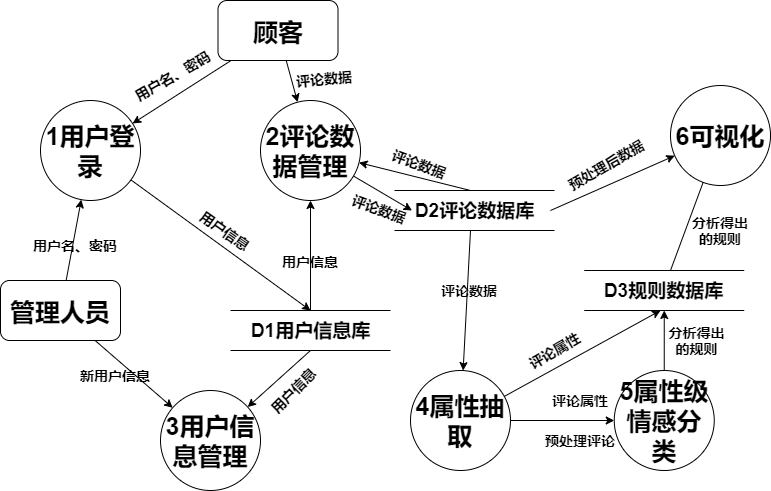 顾客
用户名、密码
评论数据
1用户登
录
2评论数
据管理
6可视化
评论数据
预处理后数据
评论数据
D2评论数据库
用户信息
分析得出
的规则
用户名、密码
用户信息
评论数据
D3规则数据库
管理人员
D1用户信息库
评论属性
分析得出
的规则
新用户信息
用户信息
4属性抽
取
评论属性
预处理评论
5属性级
情感分
类
3用户信
息管理